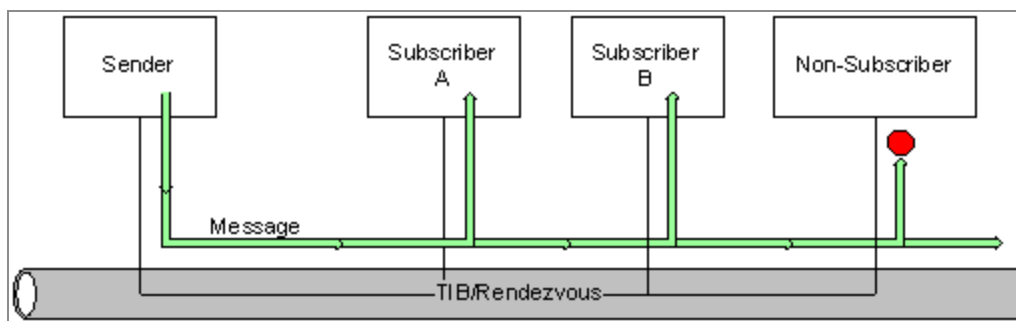 Sender
Subscriber
A
Subscriber
B
Non-Subscriber
Message
TIB/Rendezvous